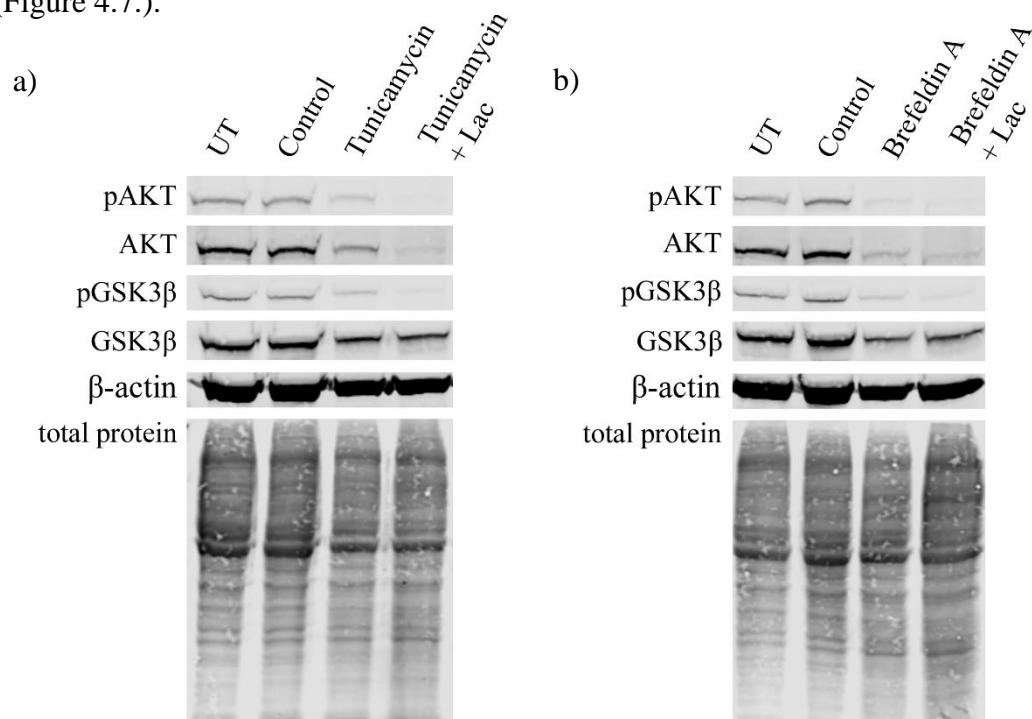 (Figure 4.7.).
a)
UT
Control
Tunicamycin
Tunicamycin
+ Lac
pAKT
AKT
pGSK3β
GSK3β
β-actin
total protein
b)
UT
Control
Brefeldin A
Brefeldin A
+ Lac
pAKT
AKT
pGSK3β
GSK3β
β-actin
total protein